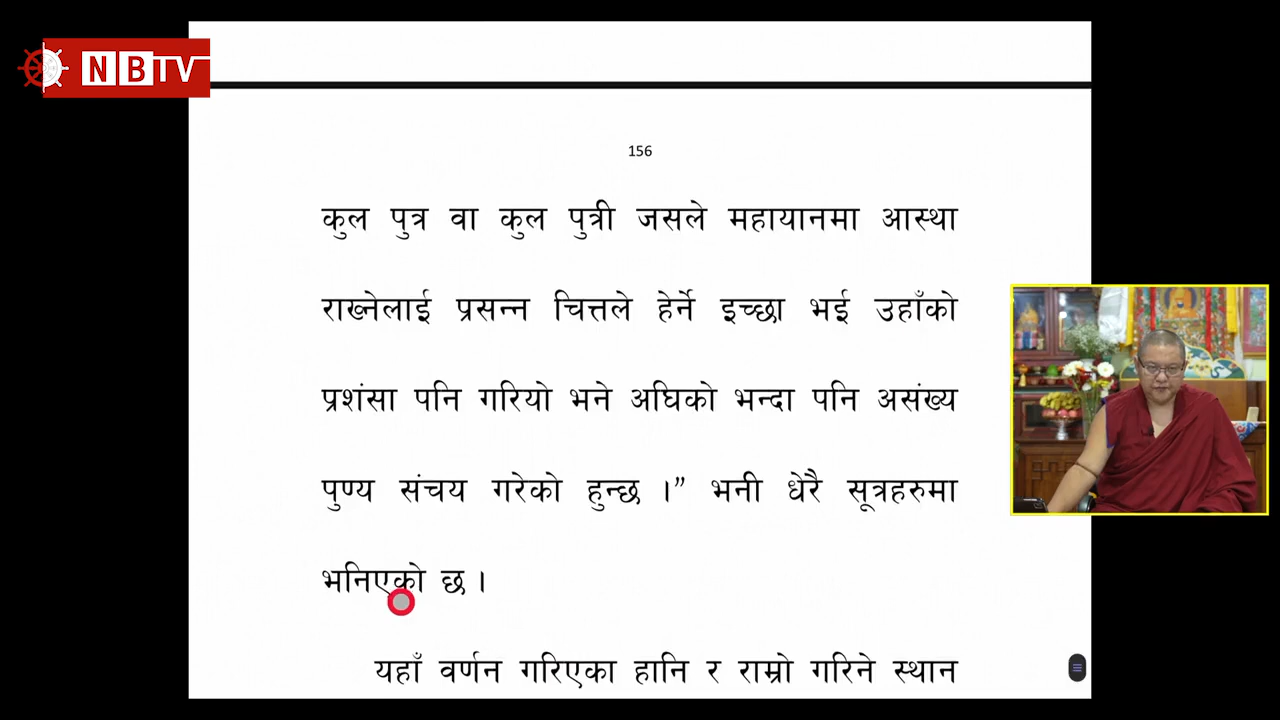 NBTV
156
कुल पुत्र वा कुल पुत्री जसले महायानमा आस्था
राख्नेलाई प्रसन्न चित्तले हेर्ने इच्छा भई उहाँको
प्रशंसा पनि गरियो भने अघिको भन्दा पनि असंख्य
पुण्य संचय गरेको हुन्छ ।” भनी धेरै सूत्रहरुमा
भनिएको छ ।
यहाँ वर्णन गरिएका हानि र राम्रो गरिने स्थान